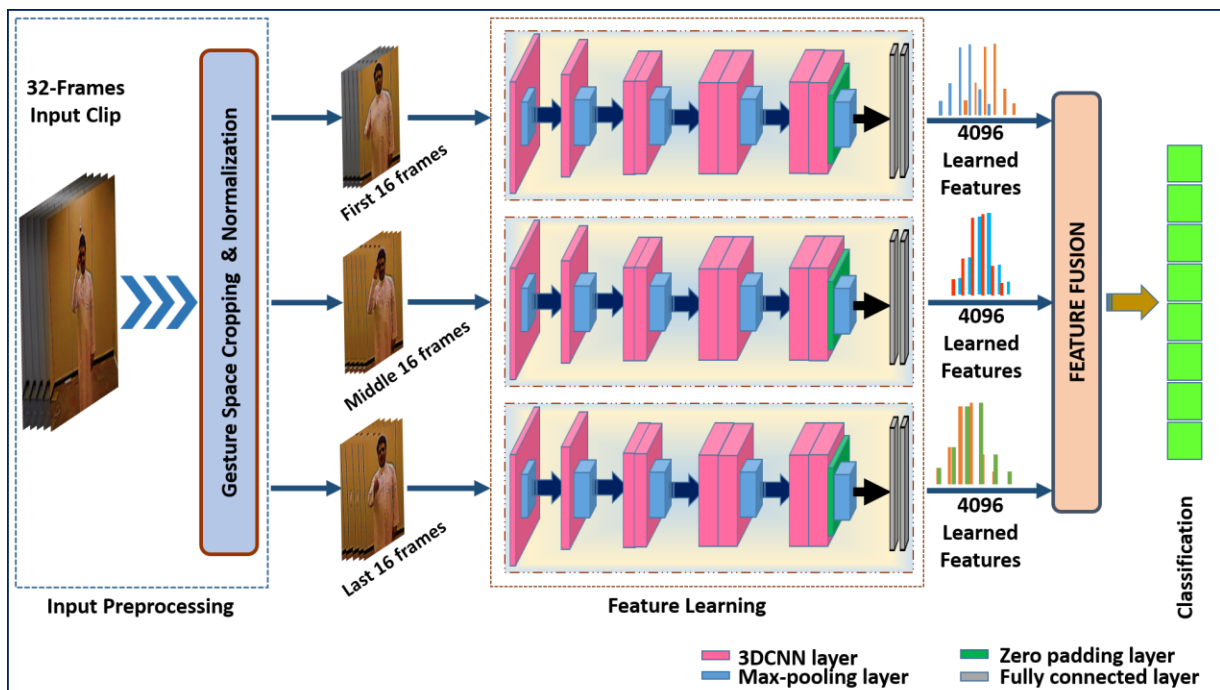 32-Frames
Input Clip
Gesture Space Cropping & Normalization
Input Preprocessing
First 16 frames
Middle 16 frames
Last 16 frames
Feature Learning
4096
Learned
Features
4096
Learned
Features
4096
Learned
Features
FEATURE FUSION
Classification
3DCNN layer
Max-pooling layer
Zero padding layer
Fully connected layer